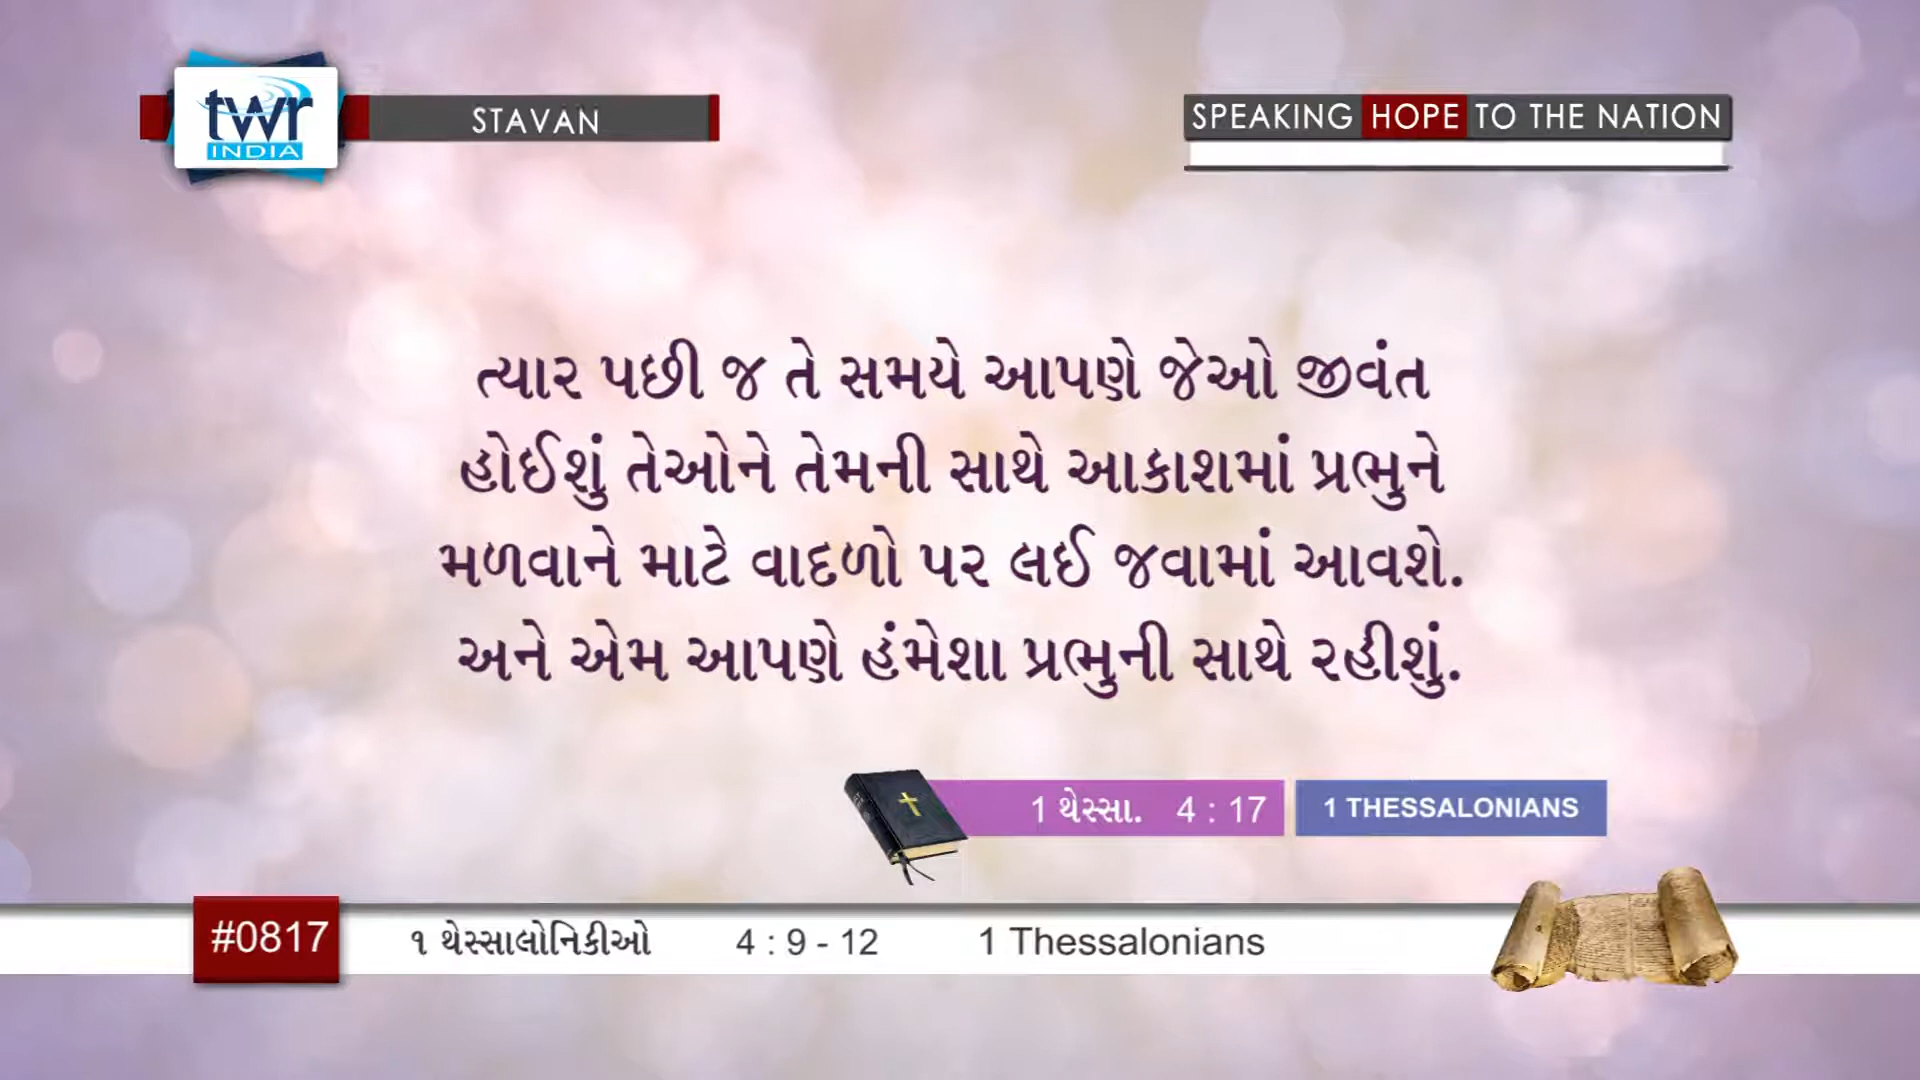 twr
INDIA
STAVAN
SPEAKING HOPE TO THE NATION
ત્યાર પછી જ તે સમયે આપણે જેઓ જીવંત
હોઈશું તેઓને તેમની સાથે આકાશમાં પ્રભુને
મળવાને માટે વાદળો પર લઈ જવામાં આવશે.
અને એમ આપણે હંમેશા પ્રભુની સાથે રહીશું.
1 થેસ્સા. 4 : 17 1 THESSALONIANS
#0817 ૧ થેસ્સાલોનિકીઓ 4 : 9 - 12 1 Thessalonians